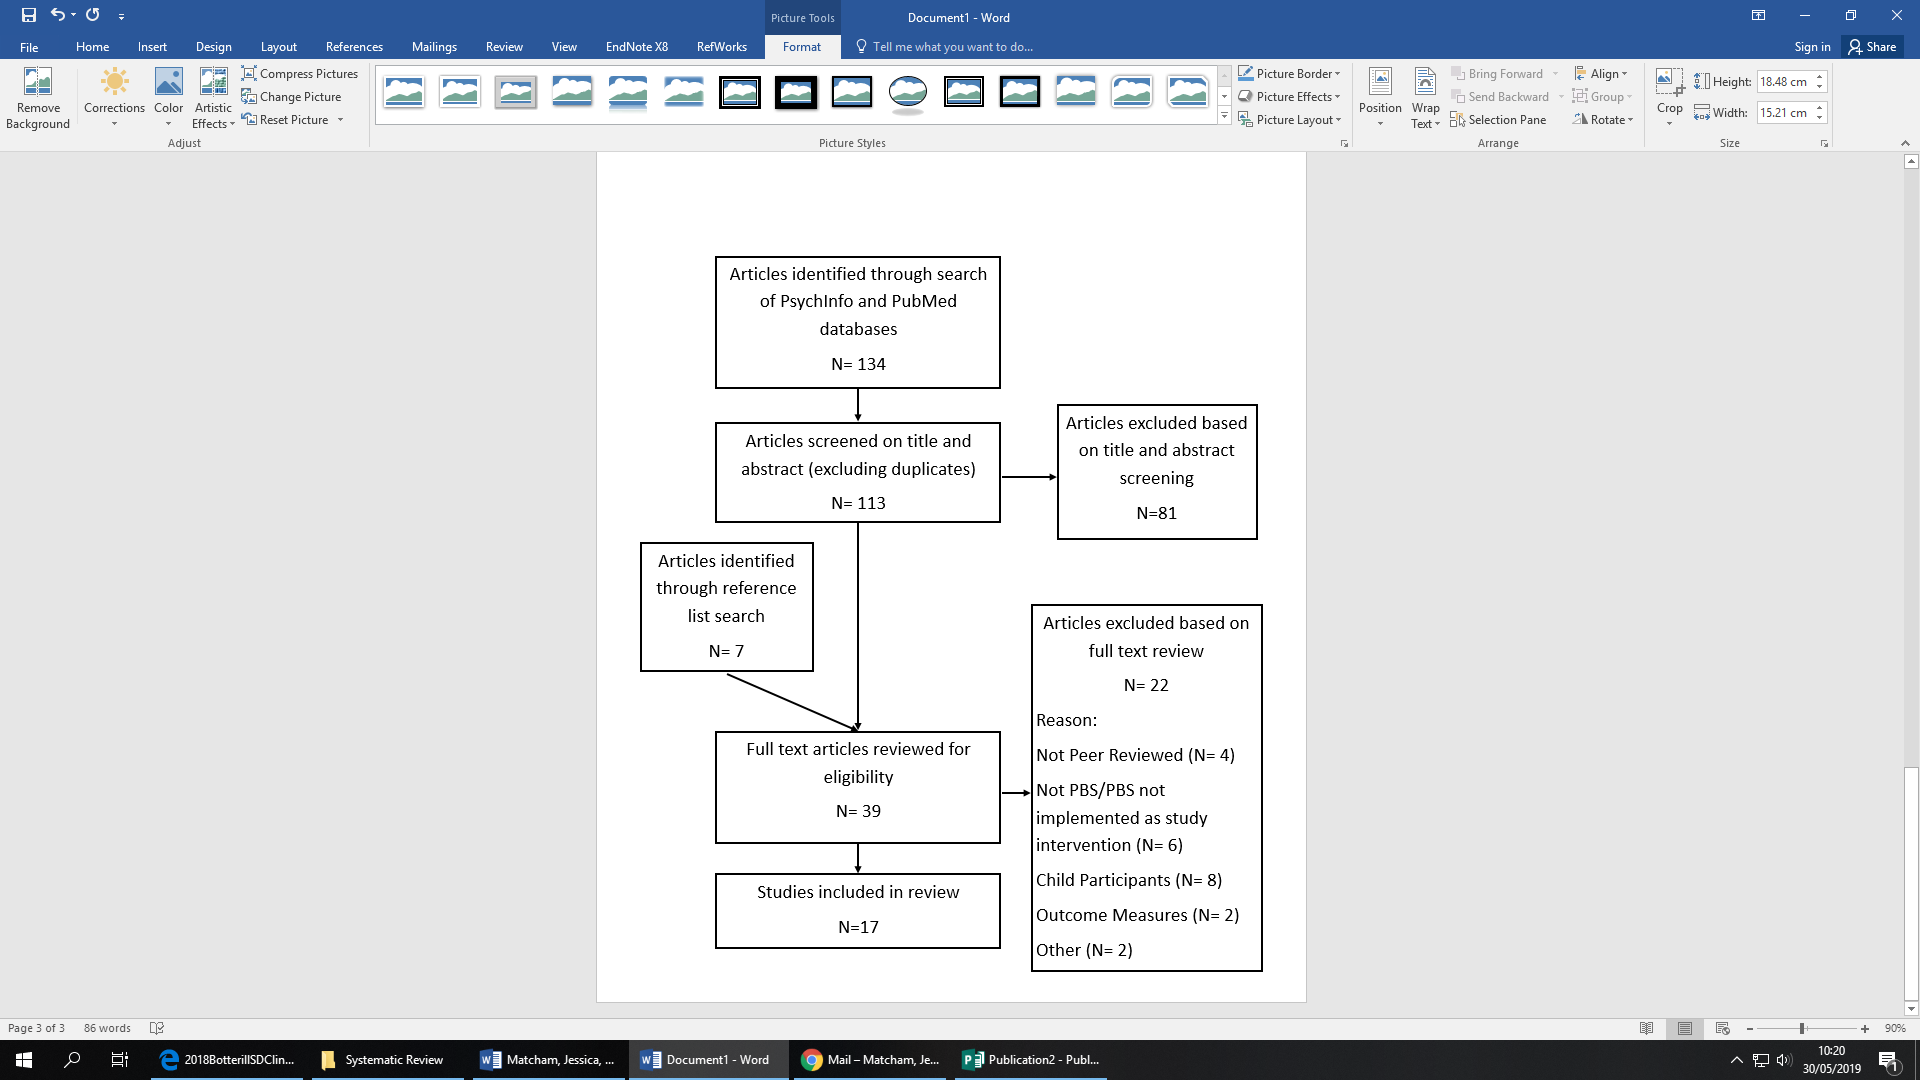 Picture Tools
Document1 - Word
File
Home
Insert
Design
Layout
References
Mailings
Review
View
EndNote X8
RefWorks
Format
Tell me what you want to do...
Sign in
Share
Remove
Background
Corrections
Color
Artistic
Effects
Compress Pictures
Change Picture
Reset Picture
Adjust
Picture Styles
Picture Border
Picture Effects
Picture Layout
Position
Wrap
Text
Bring Forward
Send Backward
Selection Pane
Align
Group
Rotate
Arrange
Crop
Height:
18.48 cm
Width:
15.21 cm
Size
Articles identified through search
of PsychInfo and PubMed
databases
N= 134
Articles screened on title and
abstract (excluding duplicates)
N= 113
Articles excluded based
on title and abstract
screening
N=81
Articles identified
through reference
list search
N= 7
Full text articles reviewed for
eligibility
N= 39
Articles excluded based on
full text review
N= 22
Reason:
Not Peer Reviewed (N= 4)
Not PBS/PBS not
implemented as study
intervention (N= 6)
Child Participants (N= 8)
Outcome Measures (N= 2)
Other (N= 2)
Studies included in review
N=17
Page 3 of 3
86 words
90%
2018BotterillSDClin...
Systematic Review
Matcham, Jessica, ...
Document1 - Word
Mail – Matcham, Je...
Publication2 - Publ...
10:20
30/05/2019
1